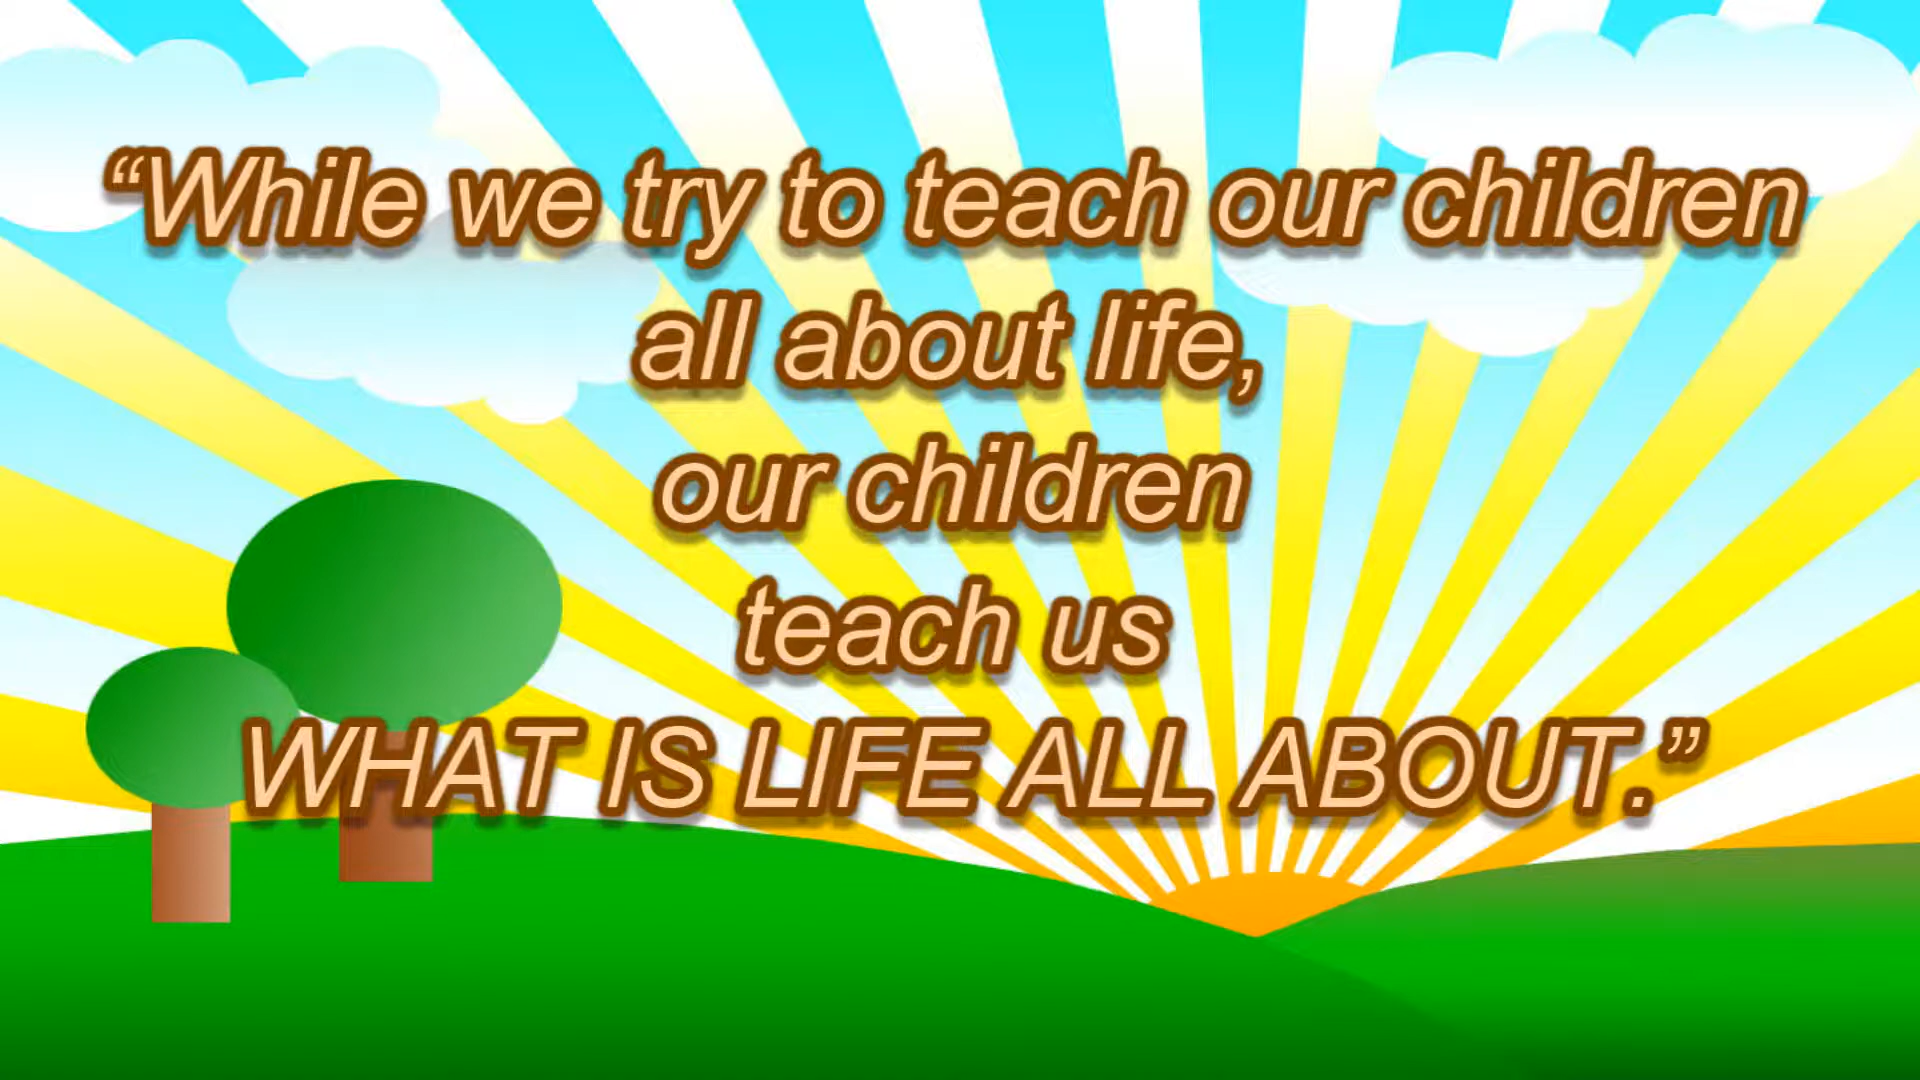 “While we try to teach our children
all about life,
our children
teach us
WHAT IS LIFE ALL ABOUT.”